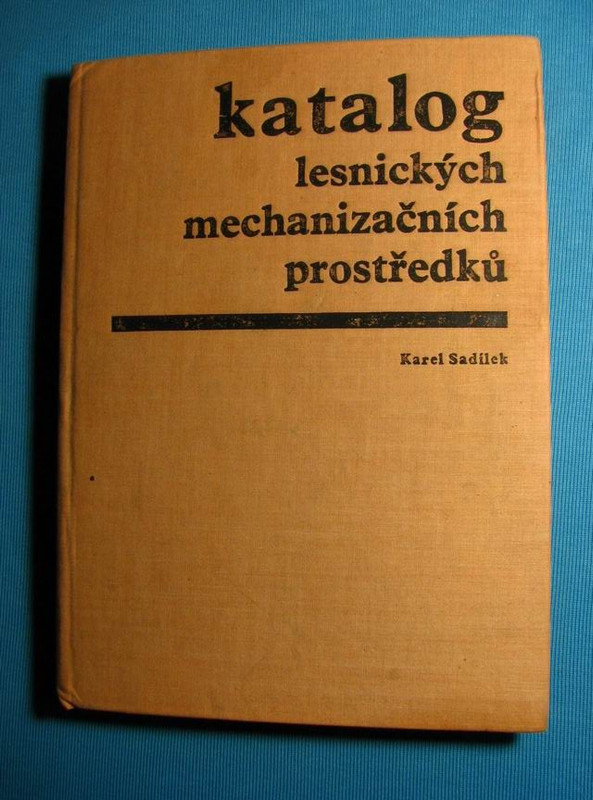 katalog
lesnických
mechanizačních
prostředků
Karel Sadílek